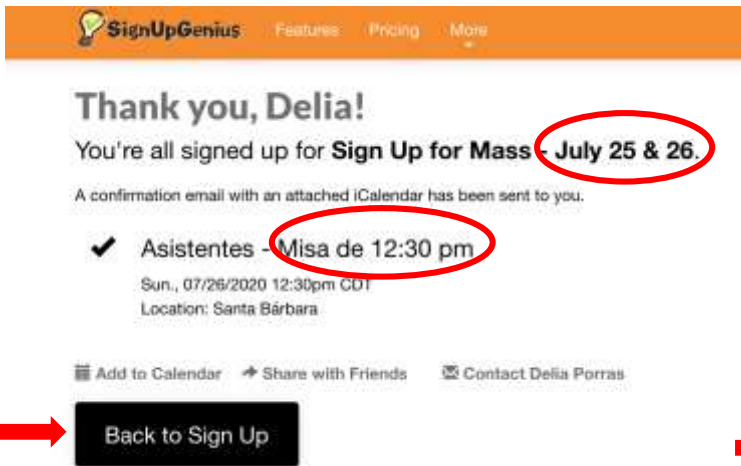 SignUpGenius Features Pricing More
Thank you, Delia!
You're all signed up for Sign Up for Mass - July 25 & 26.
A confirmation email with an attached iCalendar has been sent to you.
Asistentes - Misa de 12:30 pm
Sun., 07/26/2020 12:30pm CDT
Location: Santa Bárbara
Add to Calendar Share with Friends Contact Delia Porras
Back to Sign Up